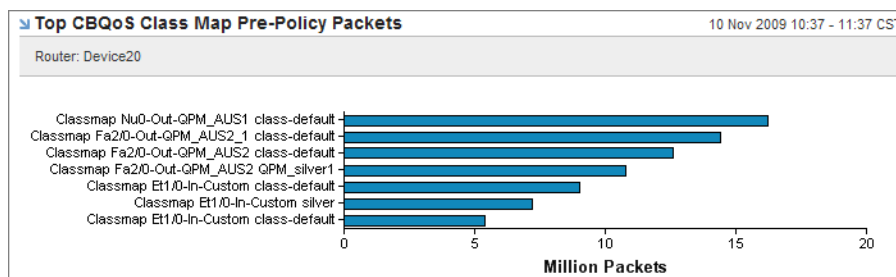 Top CBQoS Class Map Pre-Policy Packets
10 Nov 2009 10:37 - 11:37 CST
Router: Device20
Classmap Nu0-Out-QPM_AUS1 class-default
Classmap Fa2/0-Out-QPM_AUS2_1 class-default
Classmap Fa2/0-Out-QPM_AUS2 class-default
Classmap Fa2/0-Out-QPM_AUS2 QPM_silver1
Classmap Et1/0-In-Custom class-default
Classmap Et1/0-In-Custom silver
Classmap Et1/0-In-Custom class-default
0 5 10 15 20
Million Packets